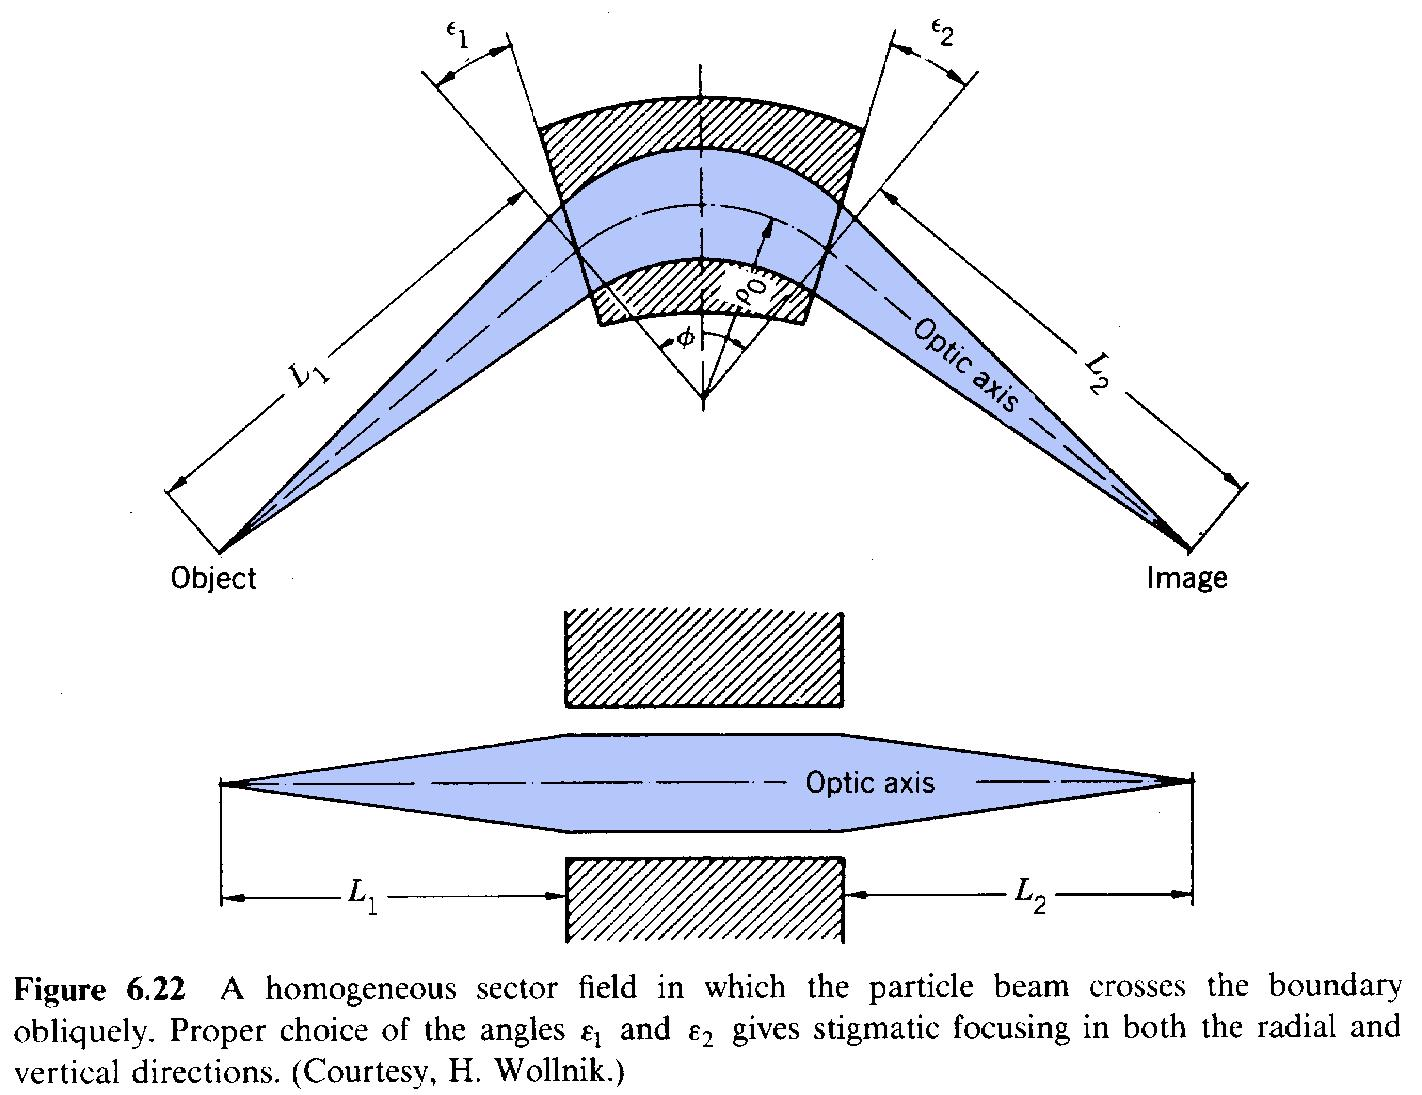 ϵ1
ϵ2
L1
ρ0
ϕ
Optic axis
L2
Object
Image
Optic axis
L1
L2
Figure 6.22 A homogeneous sector field in which the particle beam crosses the boundary
obliquely. Proper choice of the angles ε1 and ε2 gives stigmatic focusing in both the radial and
vertical directions. (Courtesy, H. Wollnik.)